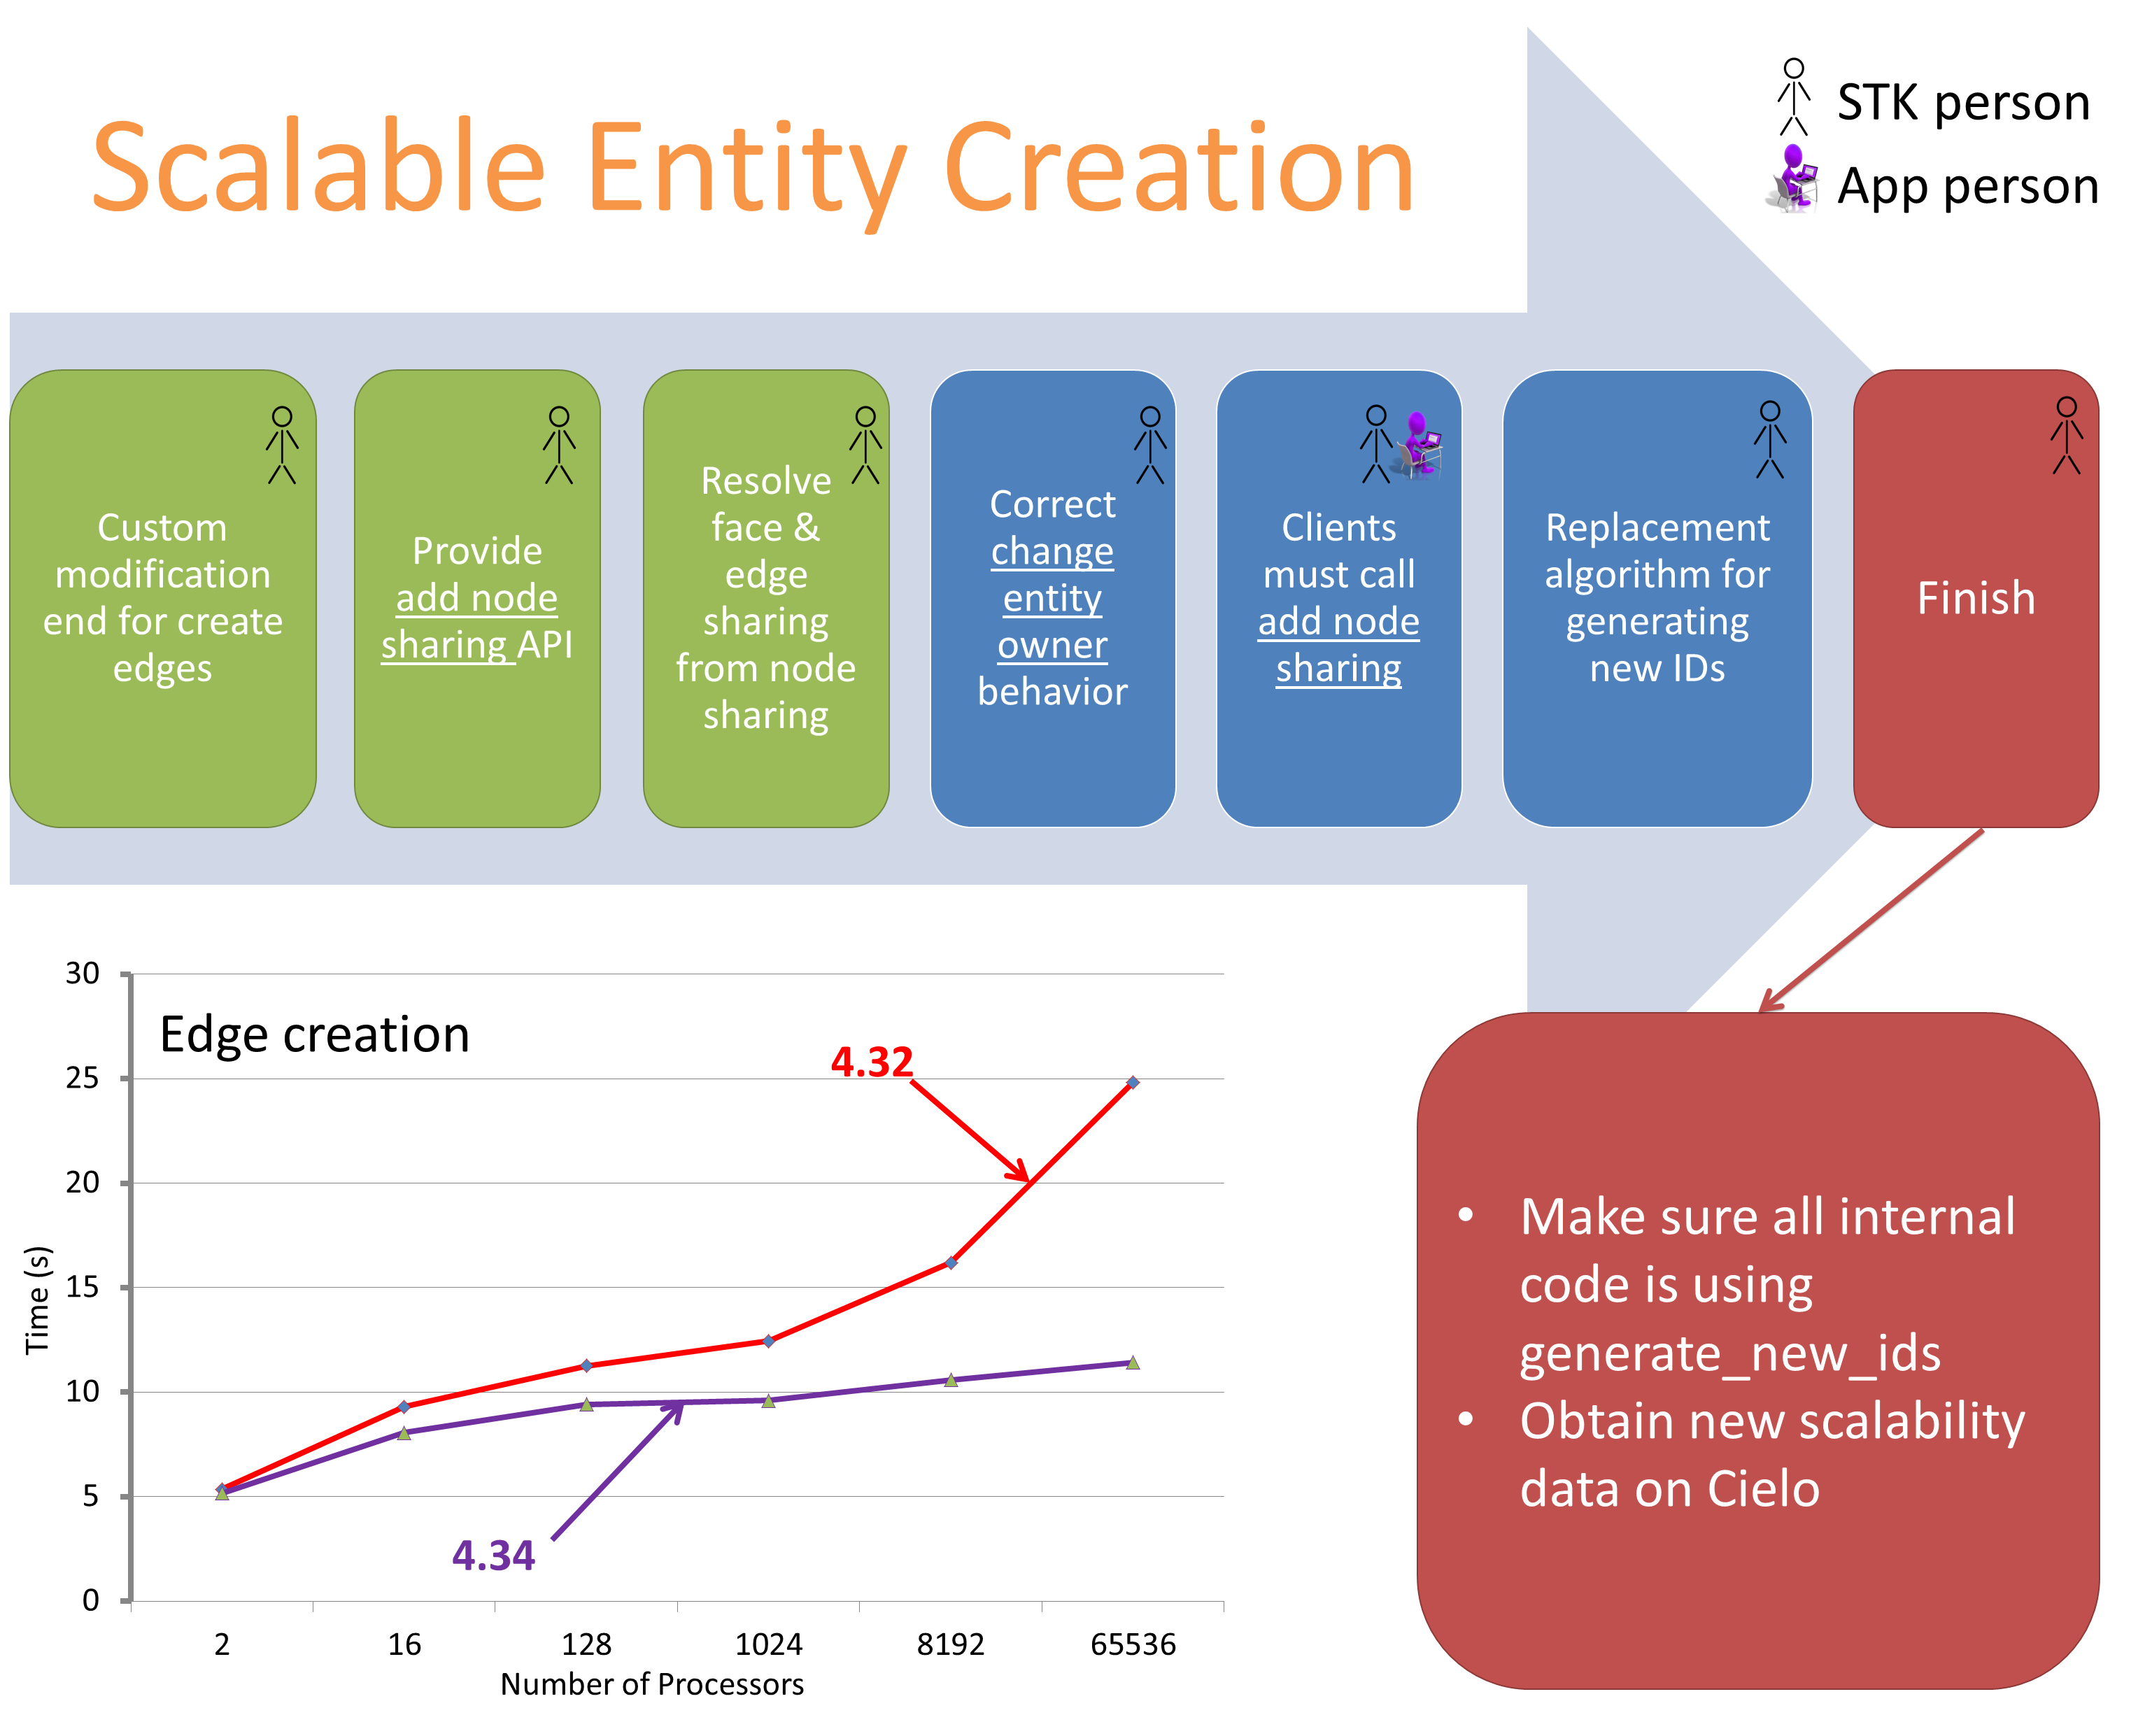 Scalable Entity Creation
STK person
App person
Custom
modification
end for create
edges
Provide
add node
sharing API
Resolve
face &
edge
sharing
from node
sharing
Correct
change
entity
owner
behavior
Clients
must call
add node
sharing
Replacement
algorithm for
generating
new IDs
Finish
Edge creation
4.32
4.34
30
25
20
15
10
5
0
Time (s)
2
16
128
1024
8192
65536
Number of Processors
• Make sure all internal
code is using
generate_new_ids
• Obtain new scalability
data on Cielo